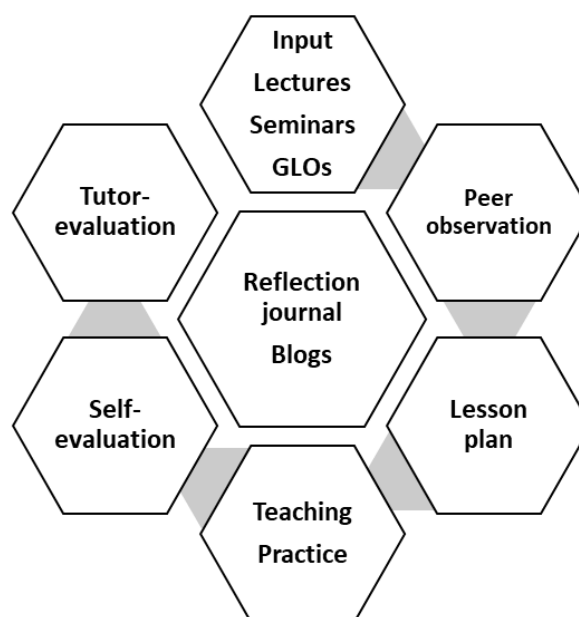 Input
Lectures
Seminars
GLOs
Peer
observation
Lesson
plan
Teaching
Practice
Self-
evaluation
Tutor-
evaluation
Reflection
journal
Blogs